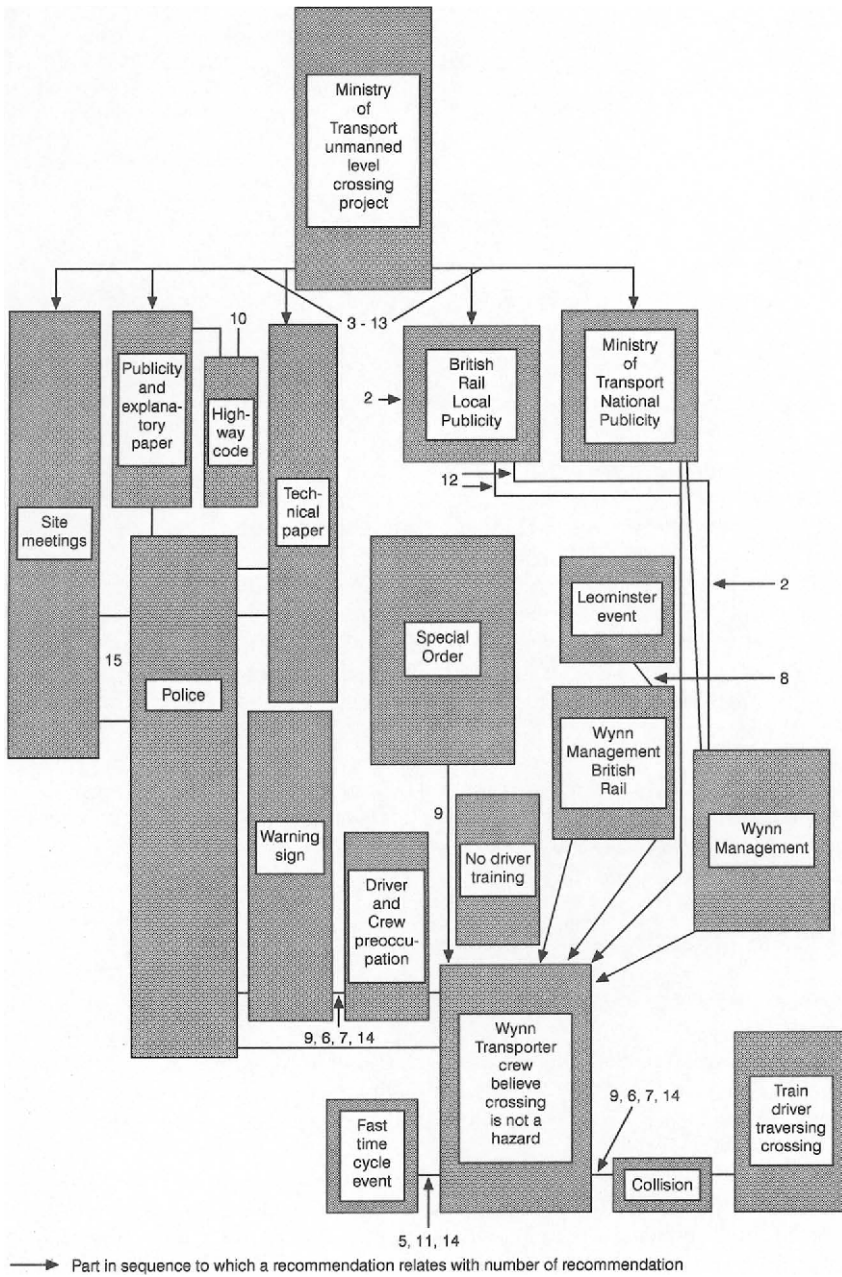 Ministry
of
Transport
unmanned
level
crossing
project
3 - 13
10
Publicity
and
explana-
tory
paper
High-
way
code
Tech-
nical
paper
Site
meetings
2
British
Rail
Local
Publicity
Ministry
of
Transport
National
Publicity
12
2
15
Police
Special
Order
Leominster
event
8
Wynn
Management
British
Rail
Wynn
Management
9
Warning
sign
Driver
and
Crew
preoccu-
pation
No driver
training
9, 6, 7, 14
Wynn
Transporter
crew
believe
crossing
is not a
hazard
9, 6, 7, 14
Train
driver
traversing
crossing
Fast
time
cycle
event
Collision
5, 11, 14
Part in sequence to which a recommendation relates with number of recommendation